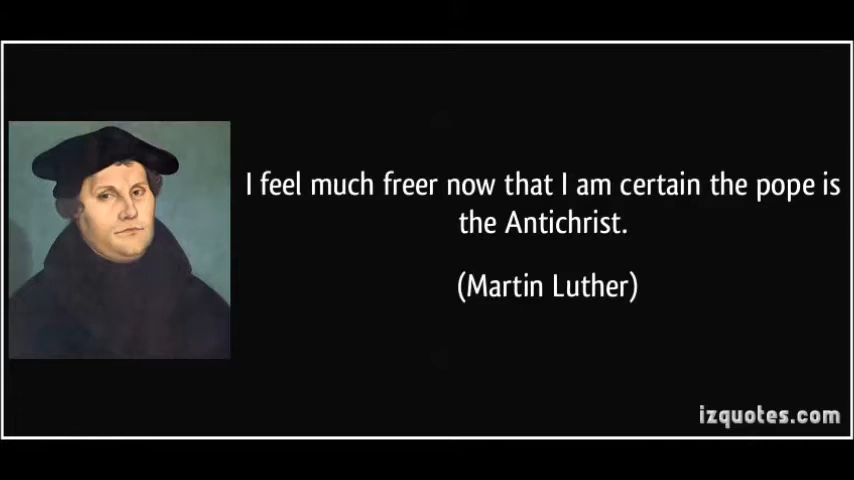 I feel much freer now that I am certain the pope is
the Antichrist.
(Martin Luther)
izquotes.com